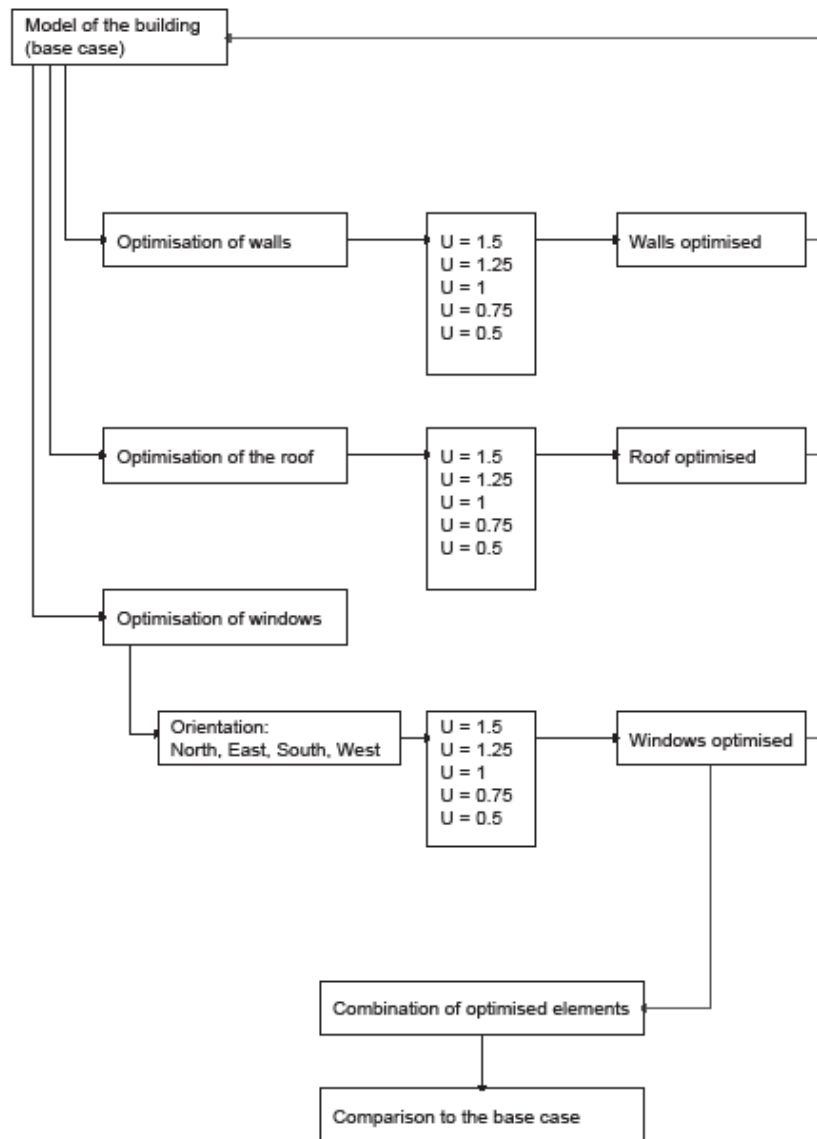 Model of the building
(base case)
Optimisation of walls
U = 1.5
U = 1.25
U = 1
U = 0.75
U = 0.5
Walls optimised
Optimisation of the roof
U = 1.5
U = 1.25
U = 1
U = 0.75
U = 0.5
Roof optimised
Optimisation of windows
Orientation:
North, East, South, West
U = 1.5
U = 1.25
U = 1
U = 0.75
U = 0.5
Windows optimised
Combination of optimised elements
Comparison to the base case